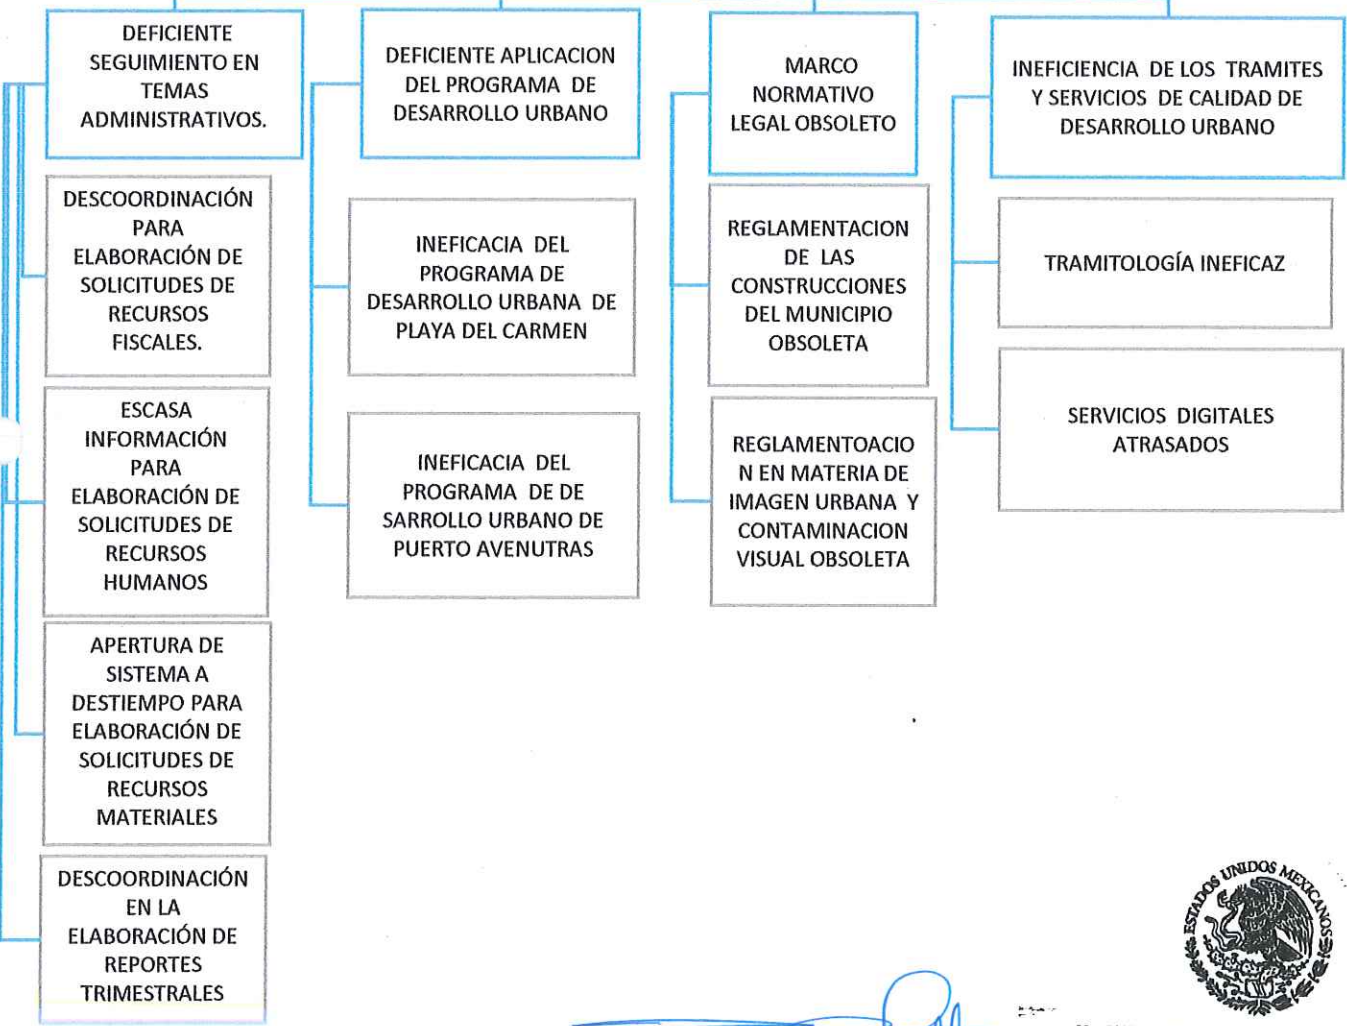 DEFICIENTE
SEGUIMIENTO EN
TEMAS
ADMINISTRATIVOS.
DESCOORDINACIÓN
PARA
ELABORACIÓN DE
SOLICITUDES DE
RECURSOS
FISCALES.
ESCASA
INFORMACIÓN
PARA
ELABORACIÓN DE
SOLICITUDES DE
RECURSOS
HUMANOS
APERTURA DE
SISTEMA A
DESTIEMPO PARA
ELABORACIÓN DE
SOLICITUDES DE
RECURSOS
MATERIALES
DESCOORDINACIÓN
EN LA
ELABORACIÓN DE
REPORTES
TRIMESTRALES
DEFICIENTE APLICACION
DEL PROGRAMA DE
DESARROLLO URBANO
INEFICACIA DEL
PROGRAMA DE
DESARROLLO URBANA DE
PLAYA DEL CARMEN
INEFICACIA DEL
PROGRAMA DE DE
SARROLLO URBANO DE
PUERTO AVENUTRAS
MARCO
NORMATIVO
LEGAL OBSOLETO
REGLAMENTACION
DE LAS
CONSTRUCCIONES
DEL MUNICIPIO
OBSOLETA
REGLAMENTOACIO
N EN MATERIA DE
IMAGEN URBANA Y
CONTAMINACION
VISUAL OBSOLETA
INEFICIENCIA DE LOS TRAMITES
Y SERVICIOS DE CALIDAD DE
DESARROLLO URBANO
TRAMITOLOGÍA INEFICAZ
SERVICIOS DIGITALES
ATRASADOS
ESTADOS UNIDOS MEXICANOS